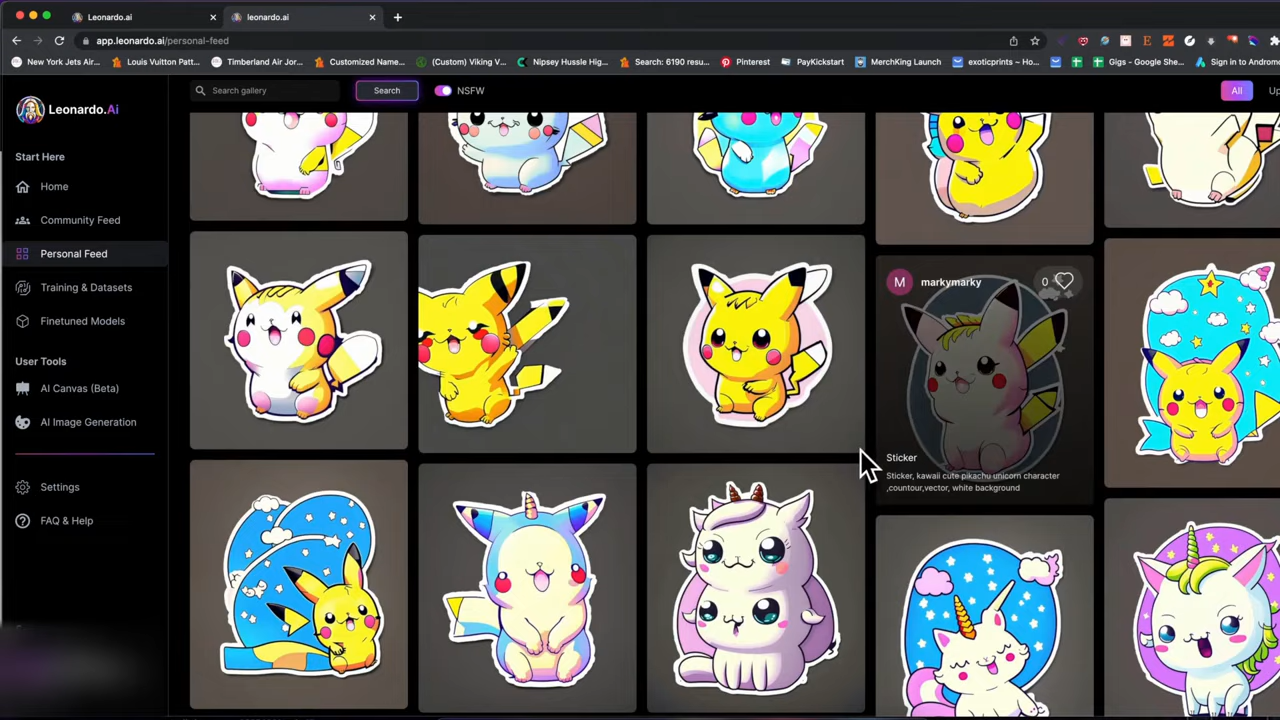 Leonardo.ai
leonardo.ai
app.leonardo.ai/personal-feed
New York Jets Air...
Louis Vuitton Patt...
Timberland Air Jor...
Customized Name...
(Custom) Viking V...
Nipsey Hussle Hig...
Search: 6190 resu...
Pinterest
PayKickstart
MerchKing Launch
exoticprints – Ho...
Gigs - Google She...
Sign in to Andromo
Leonardo.Ai
Search gallery
Search
NSFW
All
Up
Start Here
Home
Community Feed
Personal Feed
Training & Datasets
Finetuned Models
User Tools
AI Canvas (Beta)
AI Image Generation
Settings
FAQ & Help
M
markymarky
0
Sticker
Sticker, kawaii cute pikachu unicorn character
,countour,vector, white background